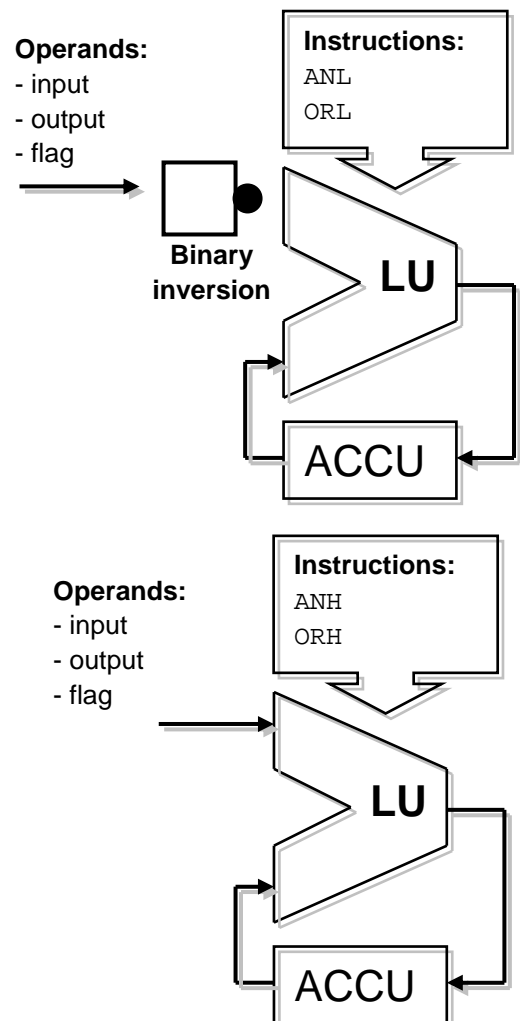 Operands:
- input
- output
- flag
Instructions:
ANL
ORL
Binary
inversion
LU
ACCU
Operands:
- input
- output
- flag
Instructions:
ANH
ORH
LU
ACCU